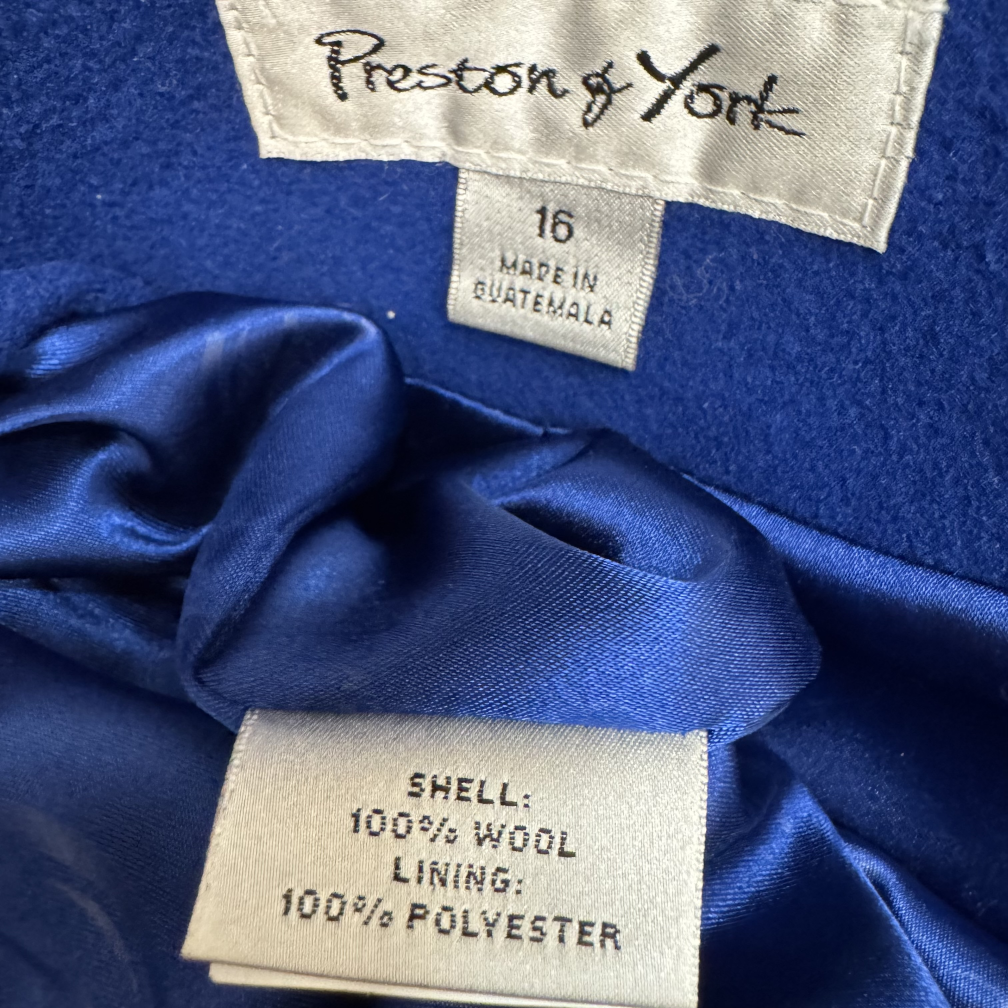 Preston & York
16
MADE IN
GUATEMALA
SHELL:
100% WOOL
LINING:
100% POLYESTER